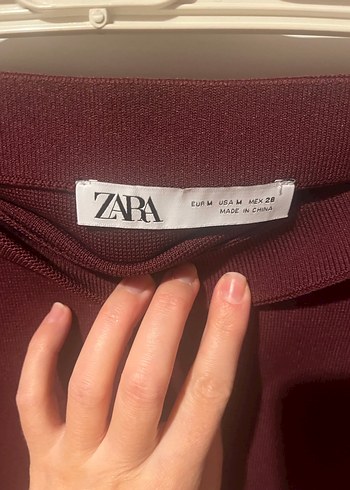 ZARA
EUR M USA M MEX 28
MADE IN CHINA